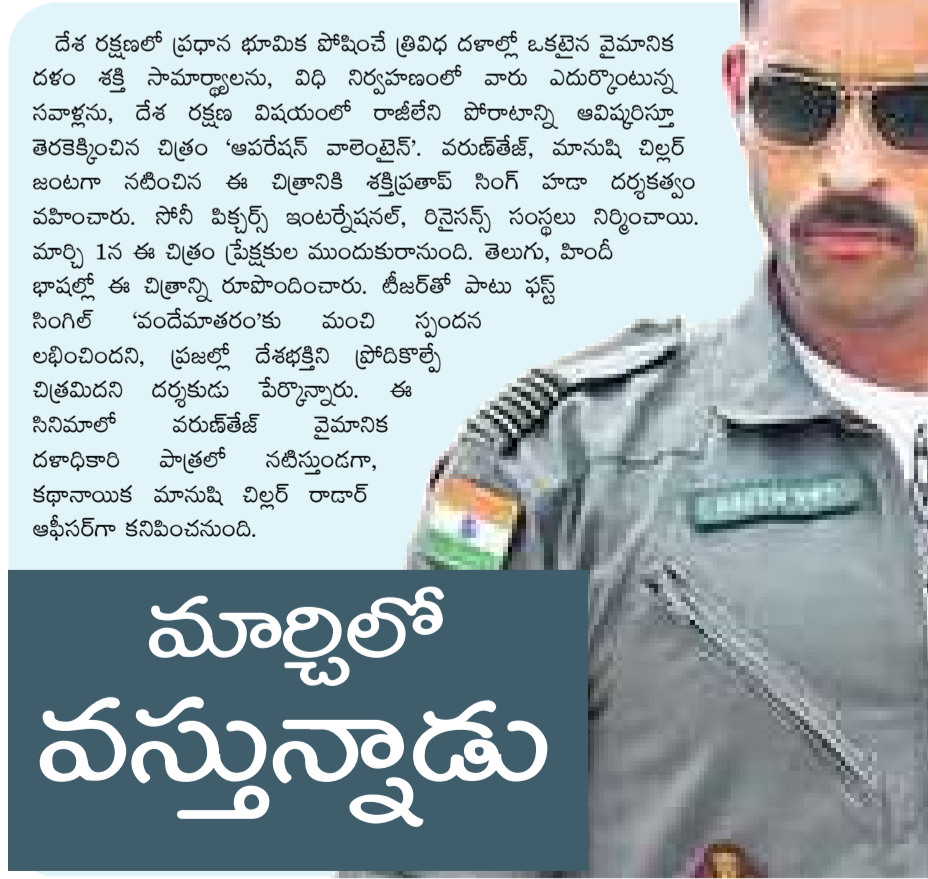 దేశ రక్షణలో ప్రధాన భూమిక పోషించే త్రివిధ దళాల్లో ఒకటైన వైమానిక
దళం శక్తి సామార్థ్యాలను, విధి నిర్వహణంలో వారు ఎదుర్కొంటున్న
సవాళ్లను, దేశ రక్షణ విషయంలో రాజీలేని పోరాటాన్ని ఆవిష్కరిస్తూ
తెరకెక్కించిన చిత్రం ‘ఆపరేషన్ వాలెంటైన్’. వరుణ్‌తేజ్, మానుషి చిల్లర్
జంటగా నటించిన ఈ చిత్రానికి శక్తిప్రతాప్ సింగ్ హడా దర్శకత్వం
వహించారు. సోనీ పిక్చర్స్ ఇంటర్నేషనల్, రినైసన్స్ సంస్థలు నిర్మించాయి.
మార్చి 1న ఈ చిత్రం ప్రేక్షకుల ముందుకురానుంది. తెలుగు, హిందీ
భాషల్లో ఈ చిత్రాన్ని రూపొందించారు. టీజర్‌తో పాటు ఫస్ట్
సింగిల్ ‘వందేమాతరం’కు మంచి స్పందన
లభించిందని, ప్రజల్లో దేశభక్తిని ప్రోదికొల్పే
చిత్రమిదని దర్శకుడు పేర్కొన్నారు. ఈ
సినిమాలో వరుణ్‌తేజ్ వైమానిక
దళాధికారి పాత్రలో నటిస్తుండగా,
కథానాయిక మానుషి చిల్లర్ రాడార్
ఆఫీసర్‌గా కనిపించనుంది.
మార్చిలో
వస్తున్నాడు